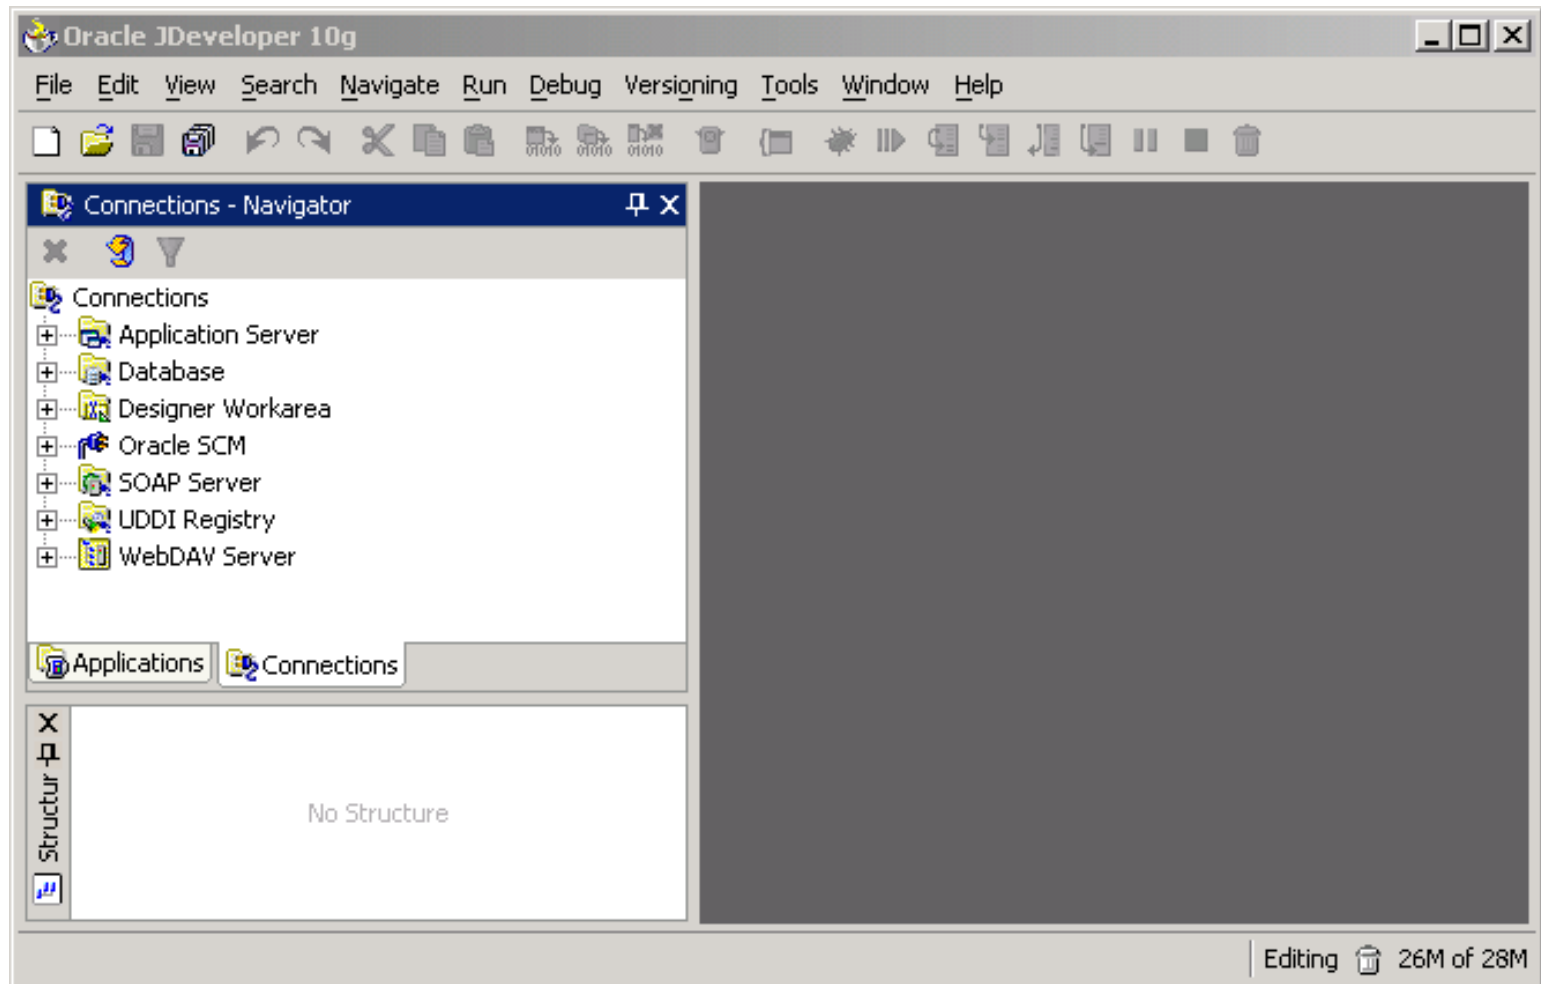 Oracle JDeveloper 10g
File Edit View Search Navigate Run Debug Versioning Tools Window Help
Connections - Navigator
Connections
Application Server
Database
Designer Workarea
Oracle SCM
SOAP Server
UDDI Registry
WebDAV Server
Applications Connections
Structur
No Structure
Editing 26M of 28M